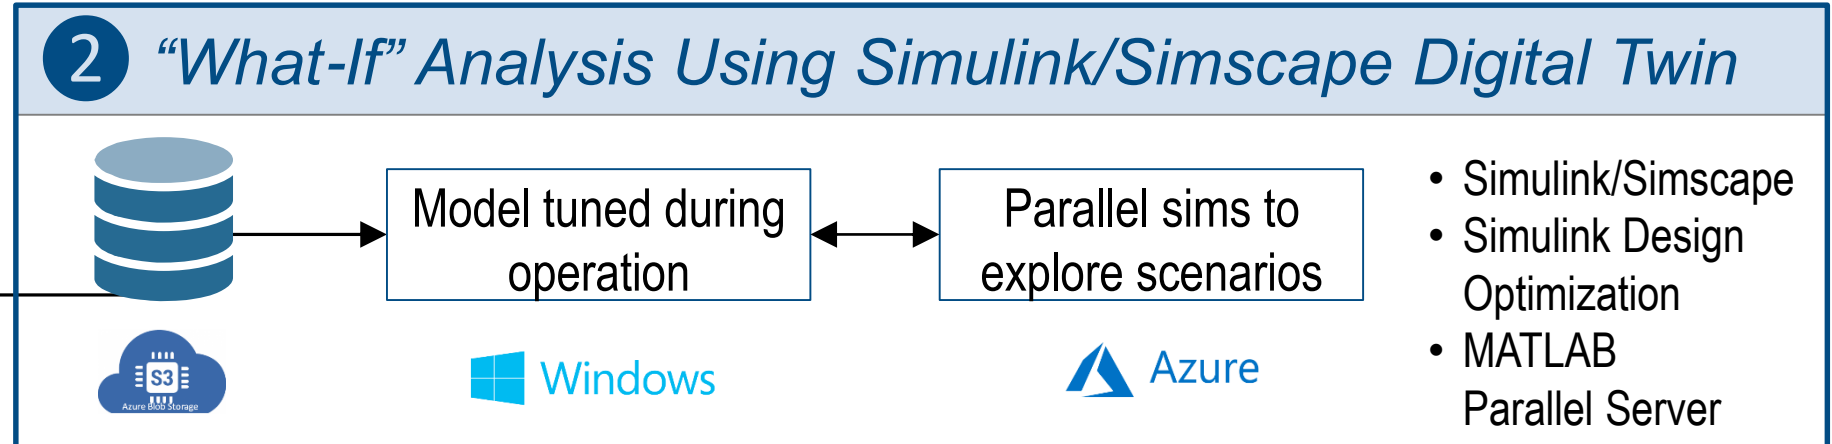 2 “What-If” Analysis Using Simulink/Simscape Digital Twin
Model tuned during
operation
Parallel sims to
explore scenarios
• Simulink/Simscape
• Simulink Design
Optimization
• MATLAB
Parallel Server
S3
Azure Blob Storage
Windows
Azure